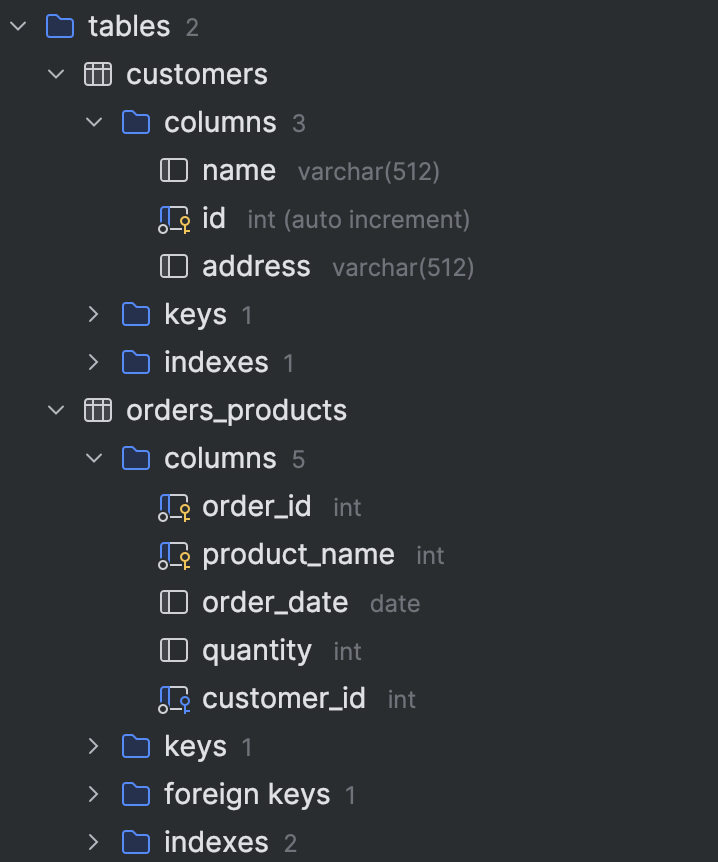 tables 2
customers
columns 3
name varchar(512)
id int (auto increment)
address varchar(512)
keys 1
indexes 1
orders_products
columns 5
order_id int
product_name int
order_date date
quantity int
customer_id int
keys 1
foreign keys 1
indexes 2